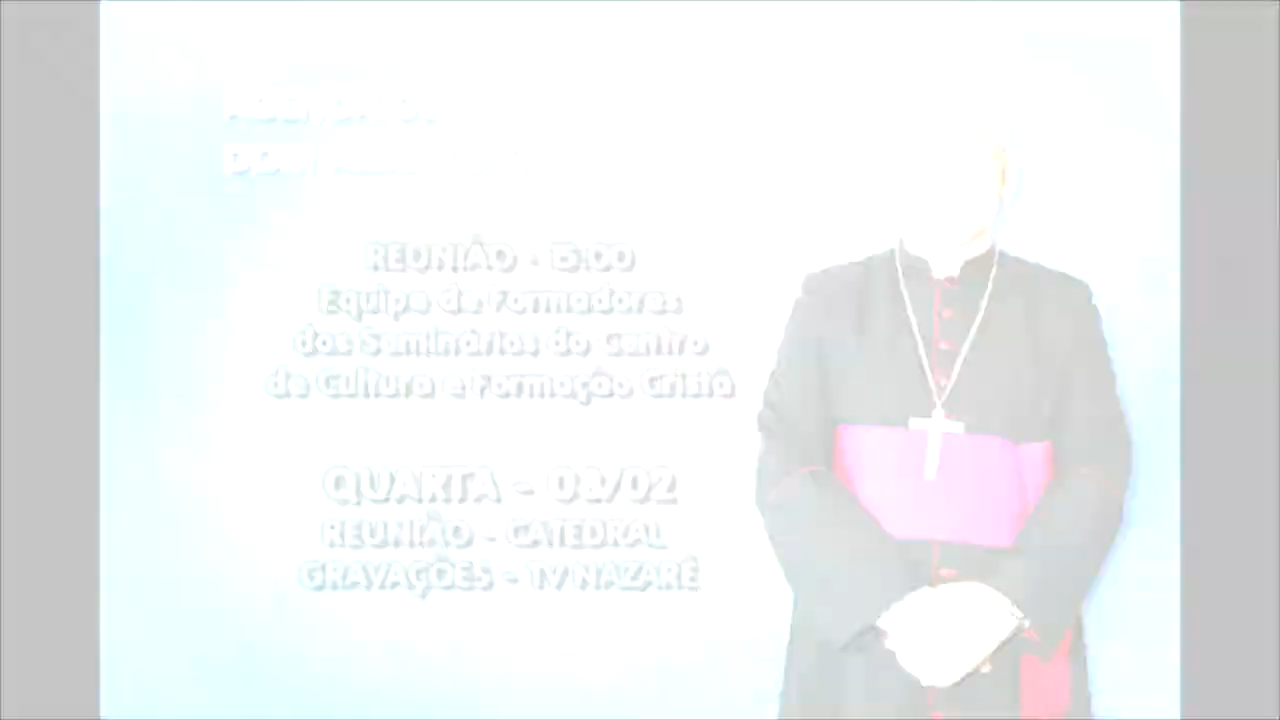 REUNIÃO - 15:00
Equipe de Formadores
dos Seminários do Centro
de Cultura e Formação Cristã
QUARTA - 08/02
REUNIÃO - CATEDRAL
GRAVAÇÕES - TV NAZARÉ